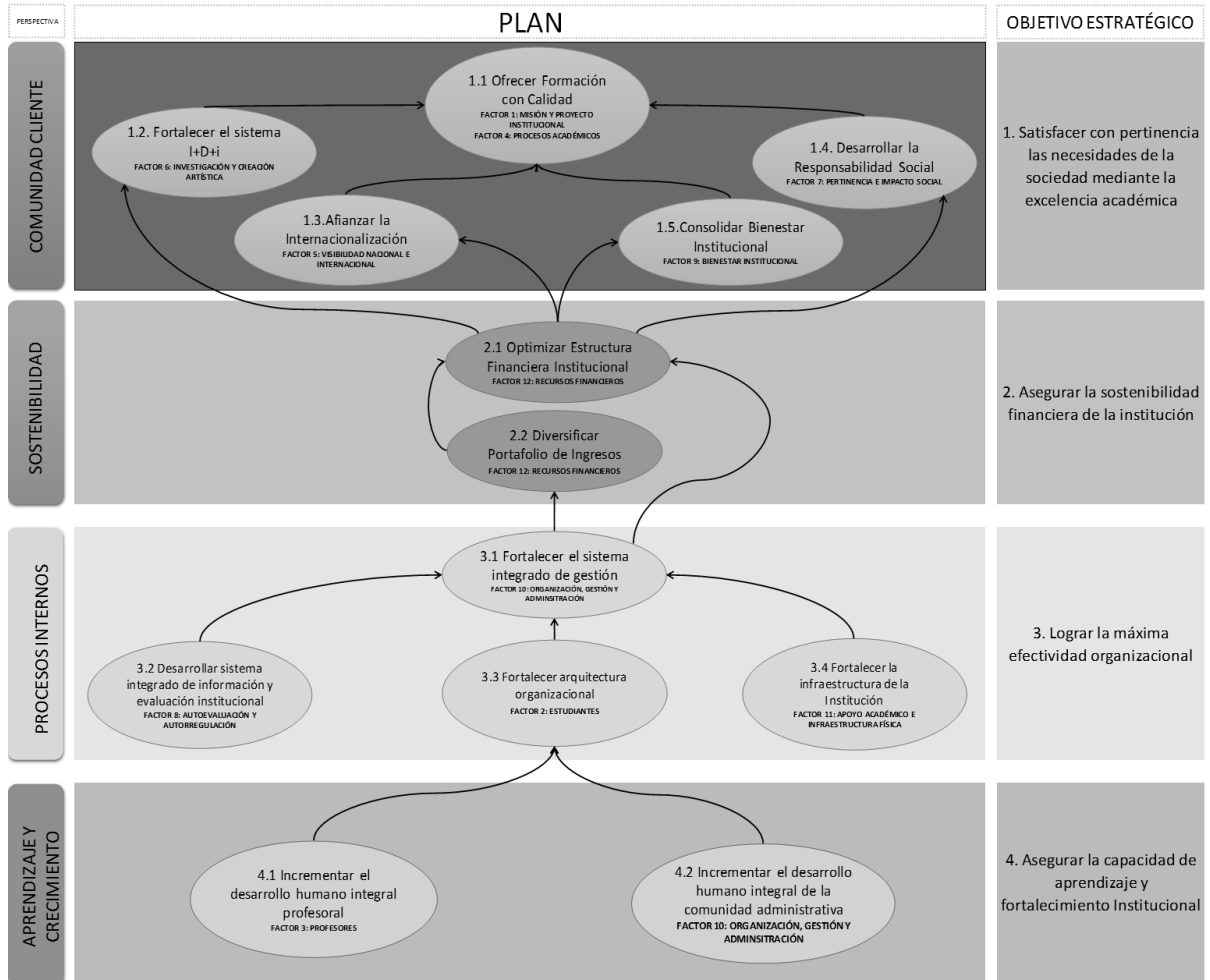 PERSPECTIVA
PLAN
OBJETIVO ESTRATÉGICO
COMUNIDAD CLIENTE
1.1 Ofrecer Formación
con Calidad
FACTOR 1: MISIÓN Y PROYECTO
INSTITUCIONAL
FACTOR 4: PROCESOS ACADÉMICOS
1.2. Fortalecer el sistema
I+D+i
FACTOR 6: INVESTIGACIÓN Y CREACIÓN
ARTÍSTICA
1.4. Desarrollar la
Responsabilidad Social
FACTOR 7: PERTINENCIA E IMPACTO SOCIAL
1.3.Afianzar la
Internacionalización
FACTOR 5: VISIBILIDAD NACIONAL E
INTERNACIONAL
1.5.Consolidar Bienestar
Institucional
FACTOR 9: BIENESTAR INSTITUCIONAL
1. Satisfacer con pertinencia
las necesidades de la
sociedad mediante la
excelencia académica
SOSTENIBILIDAD
2.1 Optimizar Estructura
Financiera Institucional
FACTOR 12: RECURSOS FINANCIEROS
2.2 Diversificar
Portafolio de Ingresos
FACTOR 12: RECURSOS FINANCIEROS
2. Asegurar la sostenibilidad
financiera de la institución
PROCESOS INTERNOS
3.1 Fortalecer el sistema
integrado de gestión
FACTOR 10: ORGANIZACIÓN, GESTIÓN Y
ADMINSITRACIÓN
3.2 Desarrollar sistema
integrado de información y
evaluación institucional
FACTOR 8: AUTOEVALUACIÓN Y
AUTORREGULACIÓN
3.3 Fortalecer arquitectura
organizacional
FACTOR 2: ESTUDIANTES
3.4 Fortalecer la
infraestructura de la
Institución
FACTOR 11: APOYO ACADÉMICO E
INFRAESTRUCTURA FÍSICA
3. Lograr la máxima
efectividad organizacional
APRENDIZAJE Y
CRECIMIENTO
4.1 Incrementar el
desarrollo humano integral
profesoral
FACTOR 3: PROFESORES
4.2 Incrementar el desarrollo
humano integral de la
comunidad administrativa
FACTOR 10: ORGANIZACIÓN, GESTIÓN Y
ADMINSITRACIÓN
4. Asegurar la capacidad de
aprendizaje y
fortalecimiento Institucional